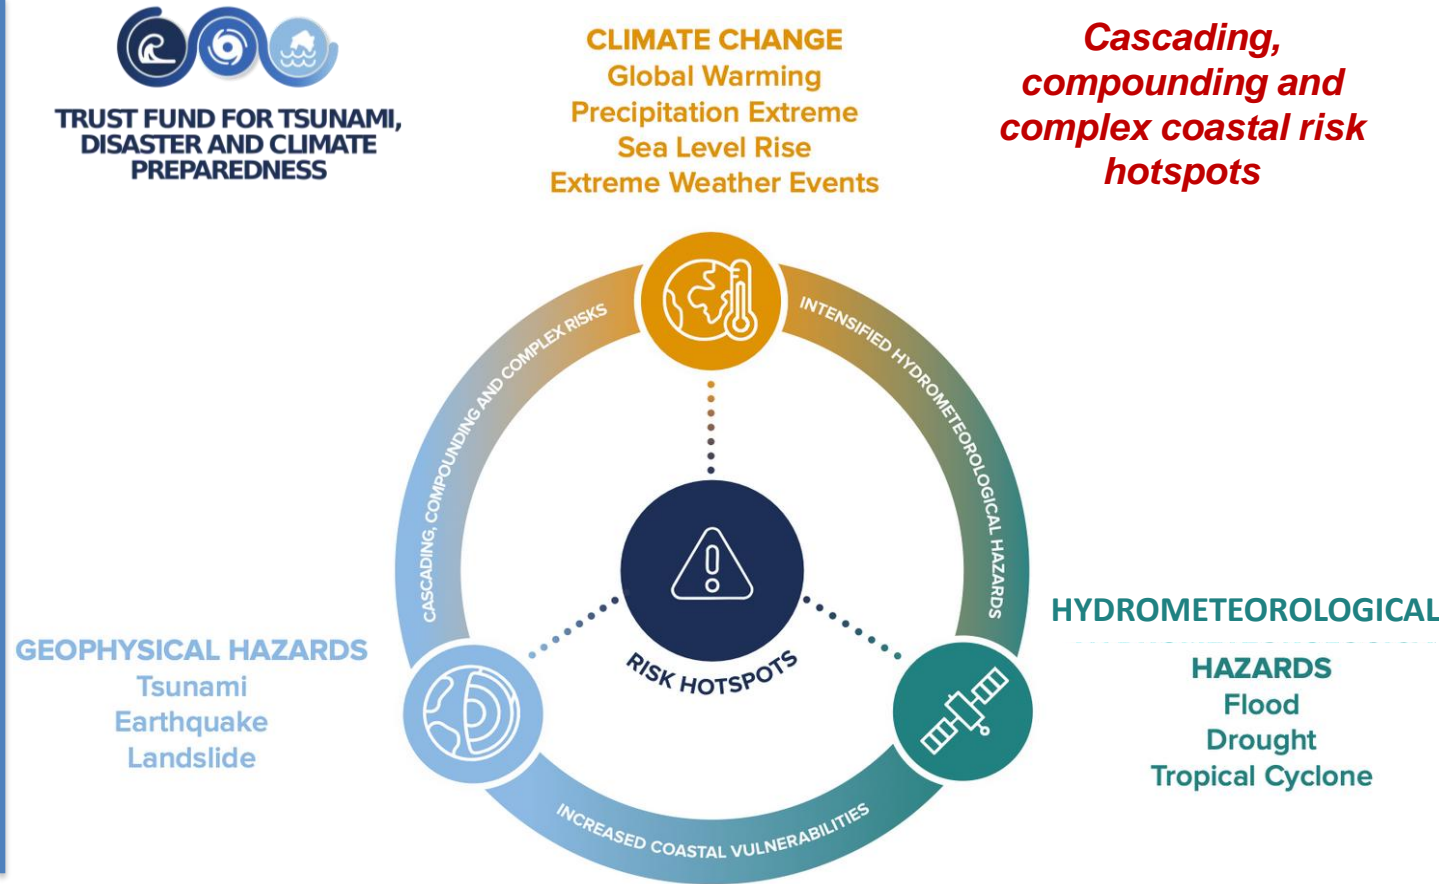 TRUST FUND FOR TSUNAMI,
DISASTER AND CLIMATE
PREPAREDNESS
CLIMATE CHANGE
Global Warming
Precipitation Extreme
Sea Level Rise
Extreme Weather Events
Cascading,
compounding and
complex coastal risk
hotspots
CASCADING, COMPOUNDING AND COMPLEX RISKS
INTENSIFIED HYDROMETEOROLOGICAL HAZARDS
RISK HOTSPOTS
GEOPHYSICAL HAZARDS
Tsunami
Earthquake
Landslide
HYDROMETEOROLOGICAL
HAZARDS
Flood
Drought
Tropical Cyclone
INCREASED COASTAL VULNERABILITIES